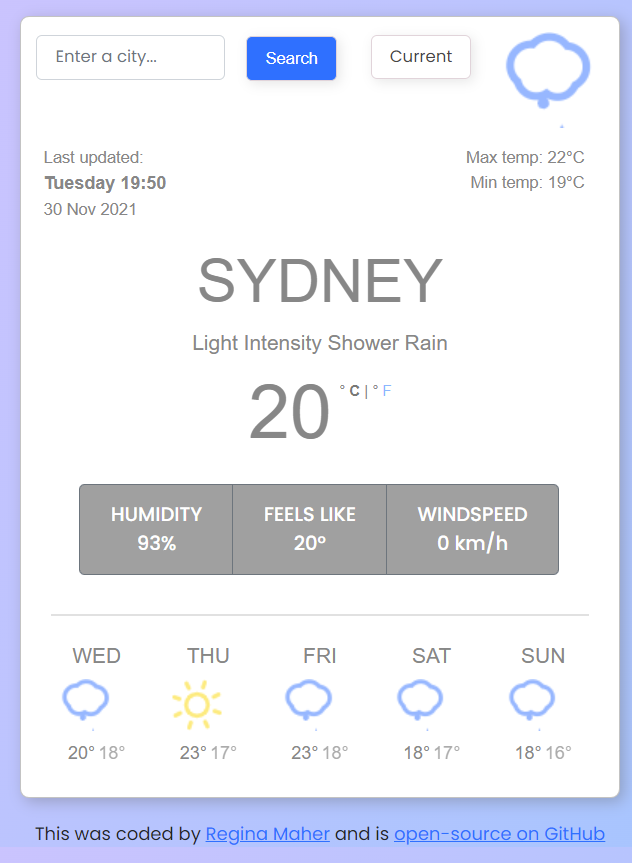 Enter a city... Search Current
Last updated: Max temp: 22°C
Tuesday 19:50 Min temp: 19°C
30 Nov 2021
SYDNEY
Light Intensity Shower Rain
20 ° C | ° F
HUMIDITY FEELS LIKE WINDSPEED
93% 20° 0 km/h
WED THU FRI SAT SUN
20° 18° 23° 17° 23° 18° 18° 17° 18° 16°
This was coded by Regina Maher and is open-source on GitHub